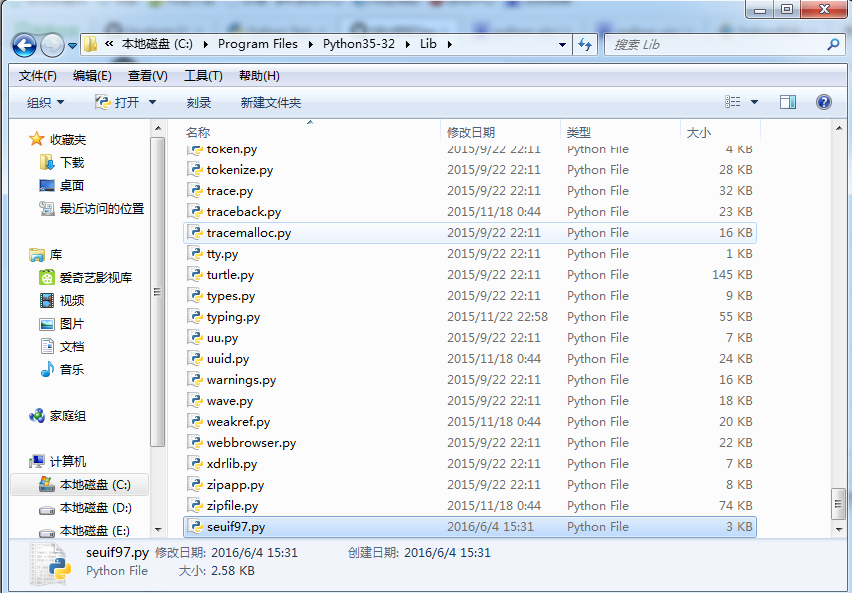 « 本地磁盘 (C:) Program Files Python35-32 Lib 搜索 Lib
文件(F) 编辑(E) 查看(V) 工具(T) 帮助(H)
组织 打开 刻录 新建文件夹
收藏夹
下载
桌面
最近访问的位置
库
爱奇艺影视库
视频
图片
文档
音乐
家庭组
计算机
本地磁盘 (C:)
本地磁盘 (D:)
本地磁盘 (E:)
名称 修改日期 类型 大小
token.py 2015/9/22 22:11 Python File 4 KB
tokenize.py 2015/9/22 22:11 Python File 28 KB
trace.py 2015/9/22 22:11 Python File 32 KB
traceback.py 2015/11/18 0:44 Python File 23 KB
tracemalloc.py 2015/9/22 22:11 Python File 16 KB
tty.py 2015/9/22 22:11 Python File 1 KB
turtle.py 2015/9/22 22:11 Python File 145 KB
types.py 2015/9/22 22:11 Python File 9 KB
typing.py 2015/11/22 22:58 Python File 55 KB
uu.py 2015/9/22 22:11 Python File 7 KB
uuid.py 2015/11/18 0:44 Python File 24 KB
warnings.py 2015/9/22 22:11 Python File 16 KB
wave.py 2015/9/22 22:11 Python File 18 KB
weakref.py 2015/11/18 0:44 Python File 20 KB
webbrowser.py 2015/9/22 22:11 Python File 22 KB
xdrlib.py 2015/9/22 22:11 Python File 7 KB
zipapp.py 2015/9/22 22:11 Python File 8 KB
zipfile.py 2015/11/18 0:44 Python File 74 KB
seuif97.py 2016/6/4 15:31 Python File 3 KB
seuif97.py 修改日期: 2016/6/4 15:31 创建日期: 2016/6/4 15:31
Python File 大小: 2.58 KB